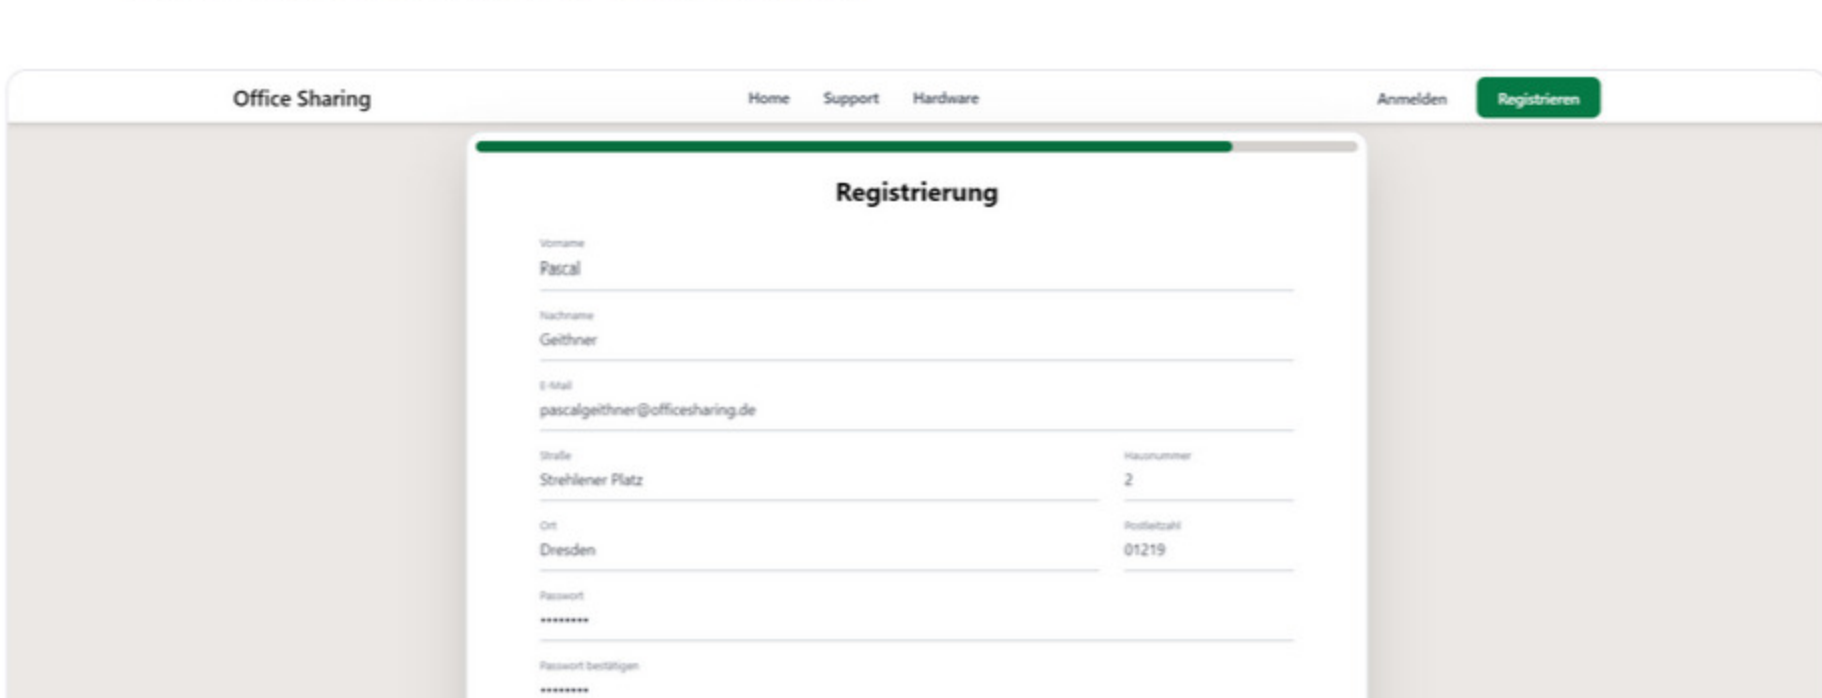 Office Sharing Home Support Hardware Anmelden Registrieren
Registrierung
Vorname
Pascal
Nachname
Geithner
E-Mail
pascalgeithner@officesharing.de
Straße Hausnummer
Strehlener Platz 2
Ort Postleitzahl
Dresden 01219
Passwort
••••••••
Passwort bestätigen
••••••••